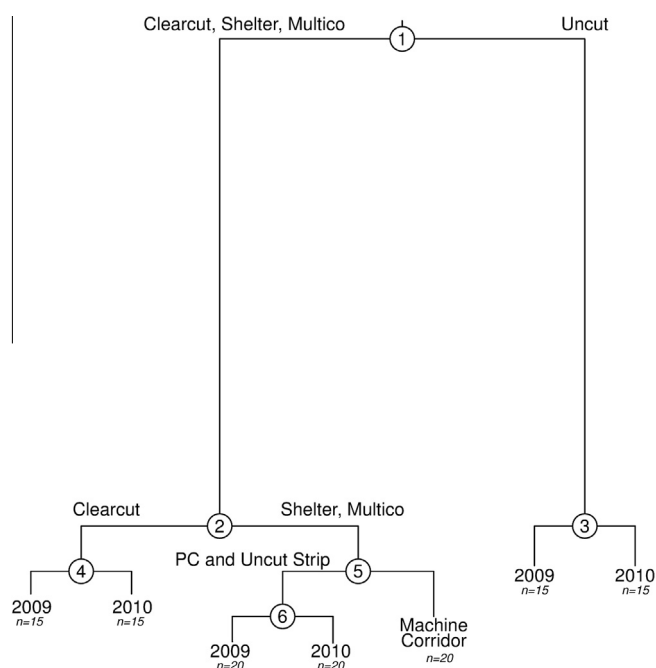 Clearcut, Shelter, Multico
Uncut
1
Clearcut
2
Shelter, Multico
3
4
PC and Uncut Strip
5
2009
n=15
2010
n=15
2009
n=15
2010
n=15
6
Machine
Corridor
n=20
2009
n=20
2010
n=20